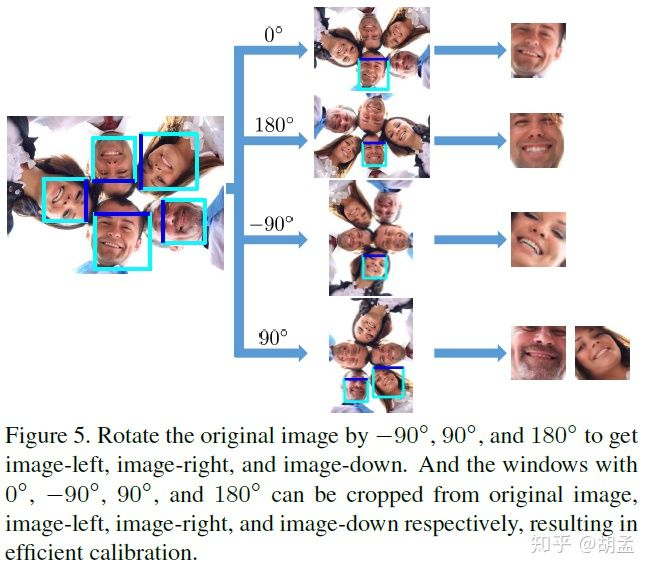 0°
180°
−90°
90°
Figure 5. Rotate the original image by −90°, 90°, and 180° to get
image-left, image-right, and image-down. And the windows with
0°, −90°, 90°, and 180° can be cropped from original image,
image-left, image-right, and image-down respectively, resulting in
efficient calibration.
知乎 @胡孟